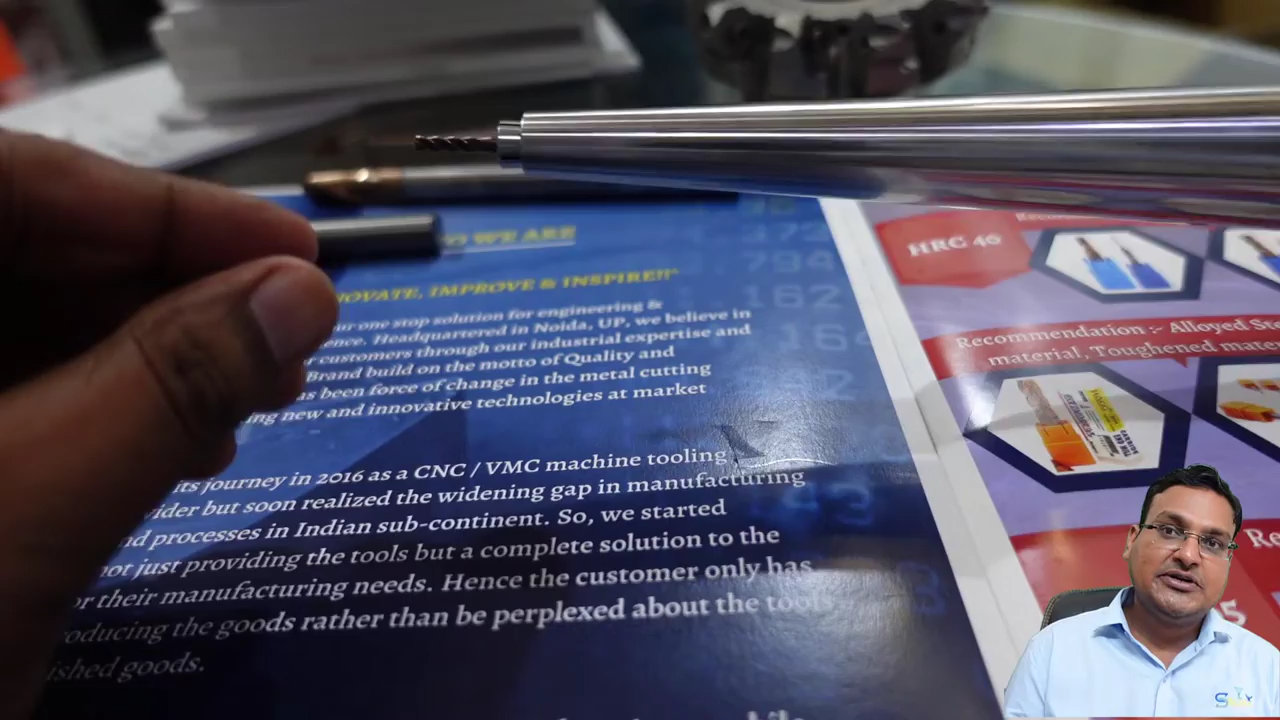 O WE ARE
NOVATE, IMPROVE & INSPIRE!!"
our one stop solution for engineering &
ence. Headquartered in Noida, UP, we believe in
r customers through our industrial expertise and
Brand build on the motto of Quality and
as been force of change in the metal cutting
ing new and innovative technologies at market
its journey in 2016 as a CNC / VMC machine tooling
vider but soon realized the widening gap in manufacturing
nd processes in Indian sub-continent. So, we started
not just providing the tools but a complete solution to the
or their manufacturing needs. Hence the customer only has
oducing the goods rather than be perplexed about the tools
ished goods.
HRC 40
Recommendation :- Alloyed Ste
material, Toughened mater
Re
5